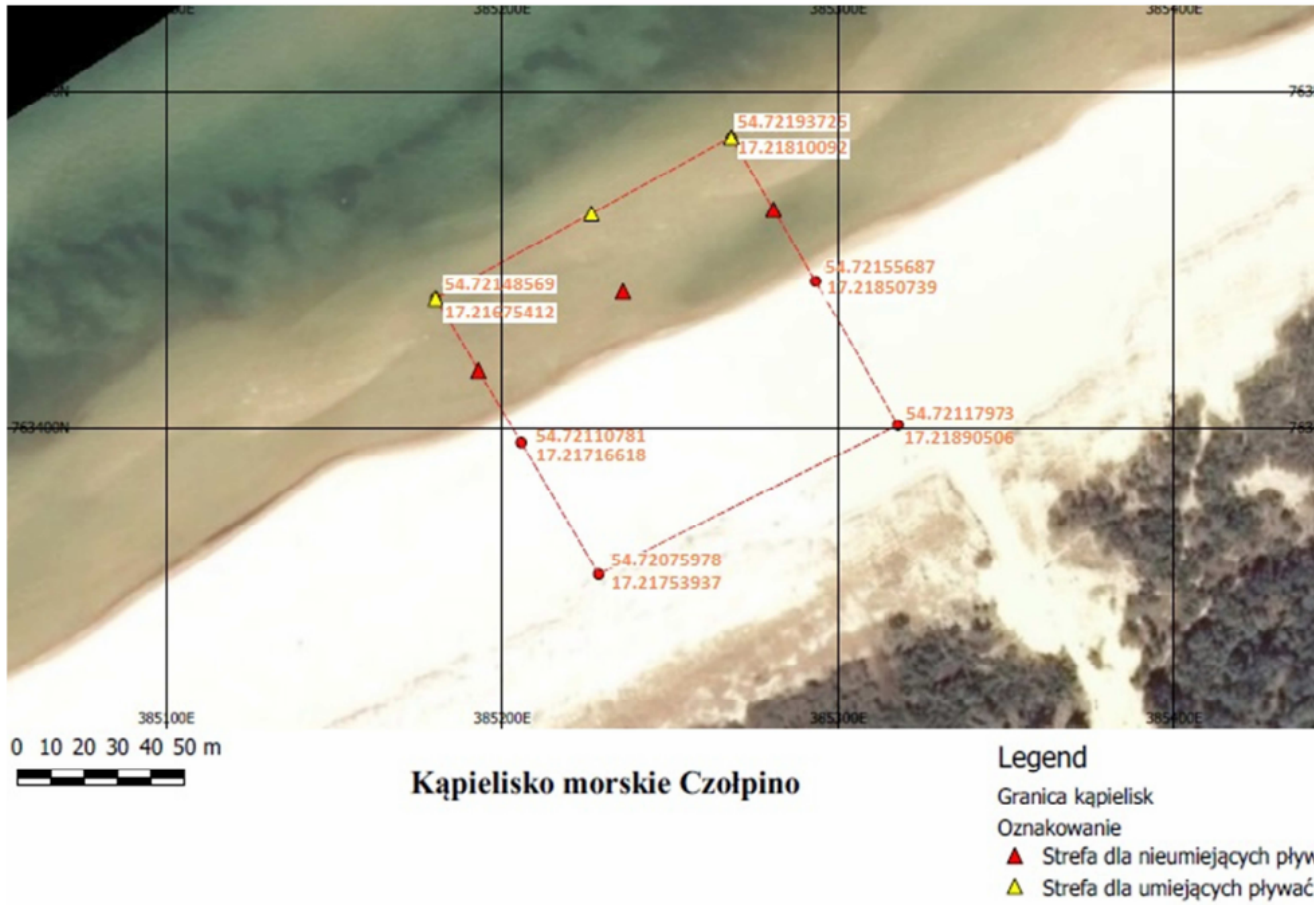 385200E
385300E
385400E
54.72193725
17.21810092
54.72155687
17.21850739
54.72148569
17.21675412
54.72117973
17.21890506
763400N
54.72110781
17.21716618
54.72075978
17.21753937
385100E 385200E 385300E 385400E
0 10 20 30 40 50 m
Kąpielisko morskie Czołpino
Legend
Granica kąpielisk
Oznakowanie
Strefa dla nieumiejących
Strefa dla umiejących pływać